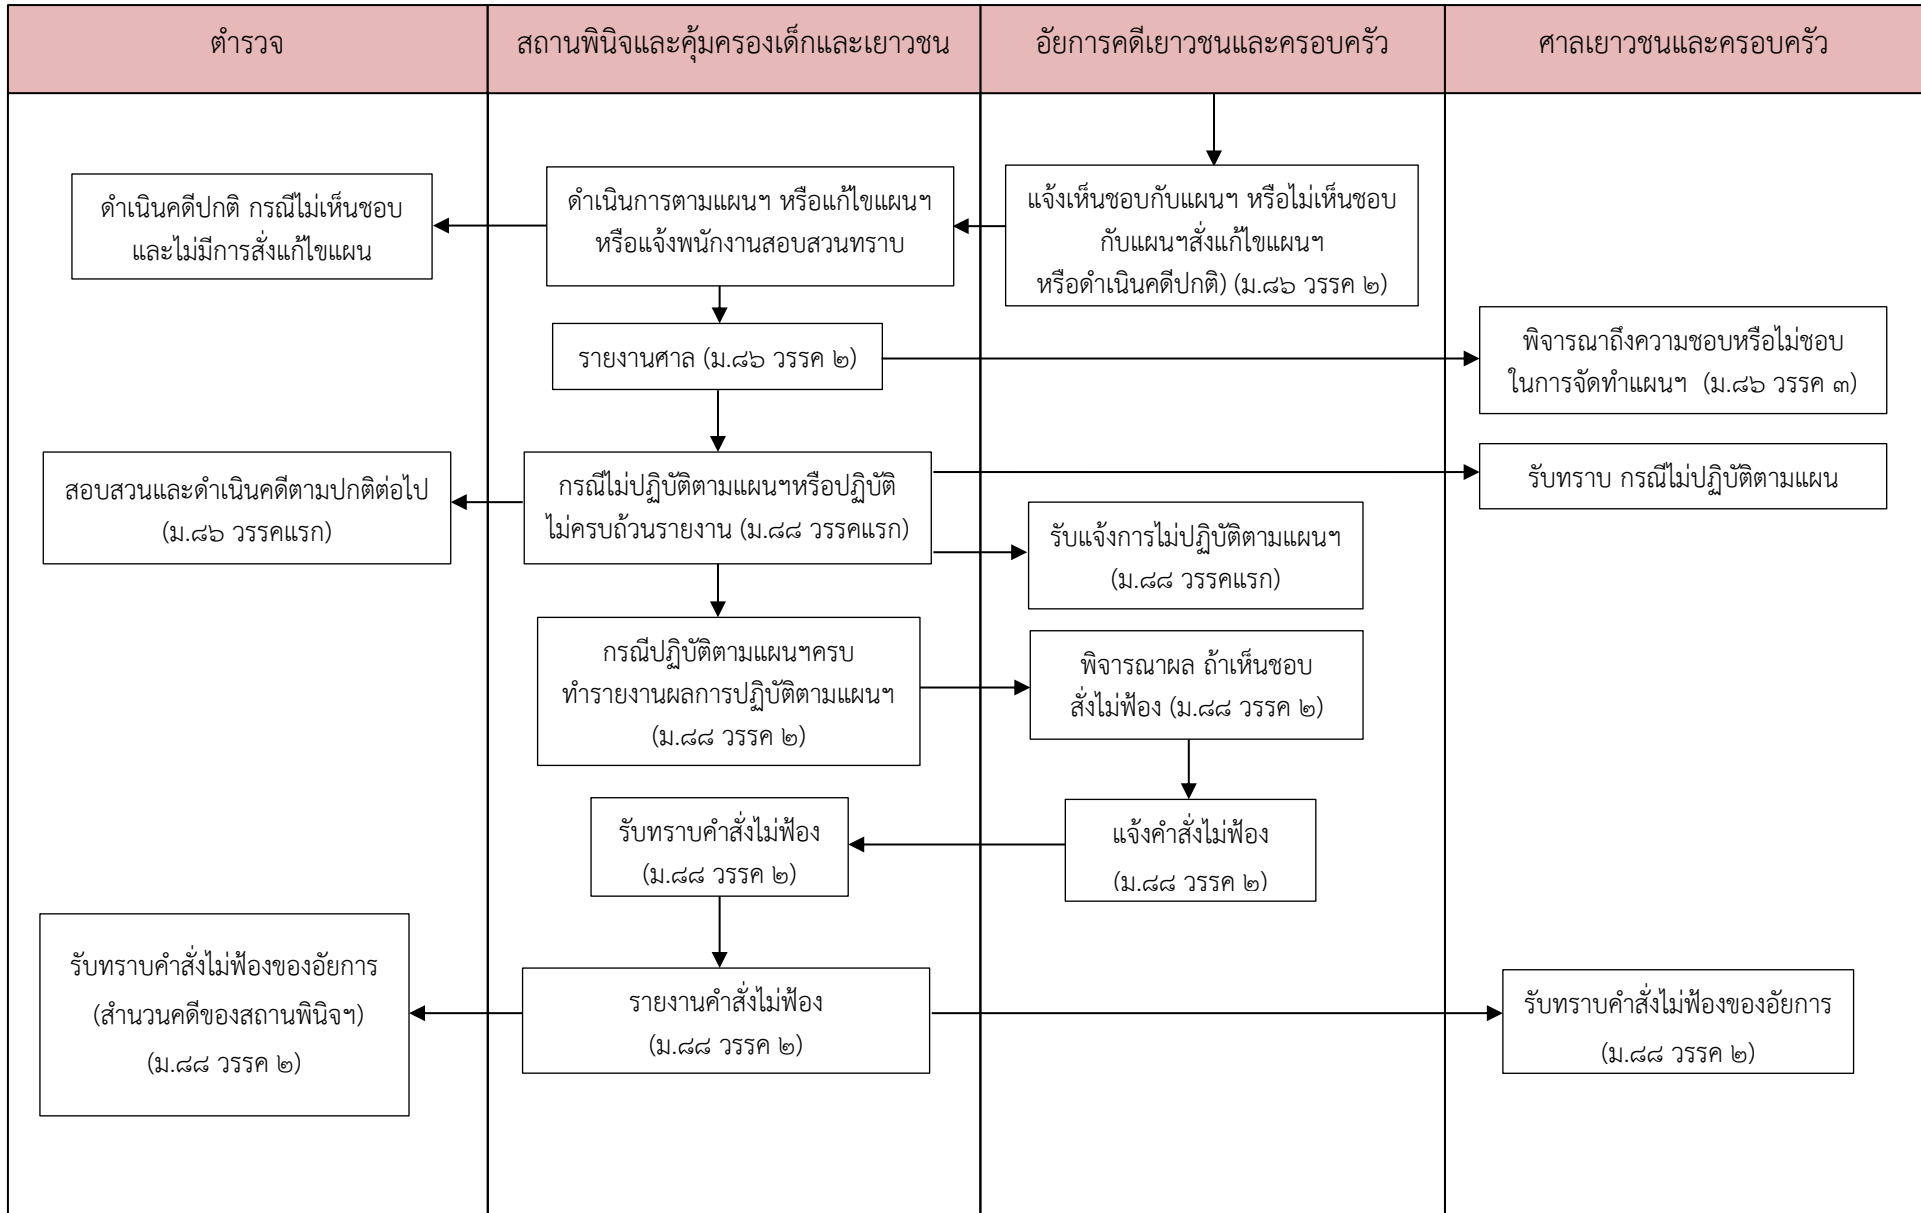 ตำรวจ
สถานพินิจและคุ้มครองเด็กและเยาวชน
อัยการคดีเยาวชนและครอบครัว
ศาลเยาวชนและครอบครัว
ดำเนินคดีปกติ กรณีไม่เห็นชอบ
และไม่มีการสั่งแก้ไขแผน
ดำเนินการตามแผนฯ หรือแก้ไขแผนฯ
หรือแจ้งพนักงานสอบสวนทราบ
แจ้งเห็นชอบกับแผนฯ หรือไม่เห็นชอบ
กับแผนฯสั่งแก้ไขแผนฯ
หรือดำเนินคดีปกติ) (ม.๘๖ วรรค ๒)
รายงานศาล (ม.๘๖ วรรค ๒)
พิจารณาถึงความชอบหรือไม่ชอบ
ในการจัดทำแผนฯ (ม.๘๖ วรรค ๓)
สอบสวนและดำเนินคดีตามปกติต่อไป
(ม.๘๖ วรรคแรก)
กรณีไม่ปฏิบัติตามแผนฯหรือปฏิบัติ
ไม่ครบถ้วนรายงาน (ม.๘๘ วรรคแรก)
รับทราบ กรณีไม่ปฏิบัติตามแผน
รับแจ้งการไม่ปฏิบัติตามแผนฯ
(ม.๘๘ วรรคแรก)
กรณีปฏิบัติตามแผนฯครบ
ทำรายงานผลการปฏิบัติตามแผนฯ
(ม.๘๘ วรรค ๒)
พิจารณาผล ถ้าเห็นชอบ
สั่งไม่ฟ้อง (ม.๘๘ วรรค ๒)
รับทราบคำสั่งไม่ฟ้อง
(ม.๘๘ วรรค ๒)
แจ้งคำสั่งไม่ฟ้อง
(ม.๘๘ วรรค ๒)
รับทราบคำสั่งไม่ฟ้องของอัยการ
(สำนวนคดีของสถานพินิจฯ)
(ม.๘๘ วรรค ๒)
รายงานคำสั่งไม่ฟ้อง
(ม.๘๘ วรรค ๒)
รับทราบคำสั่งไม่ฟ้องของอัยการ
(ม.๘๘ วรรค ๒)